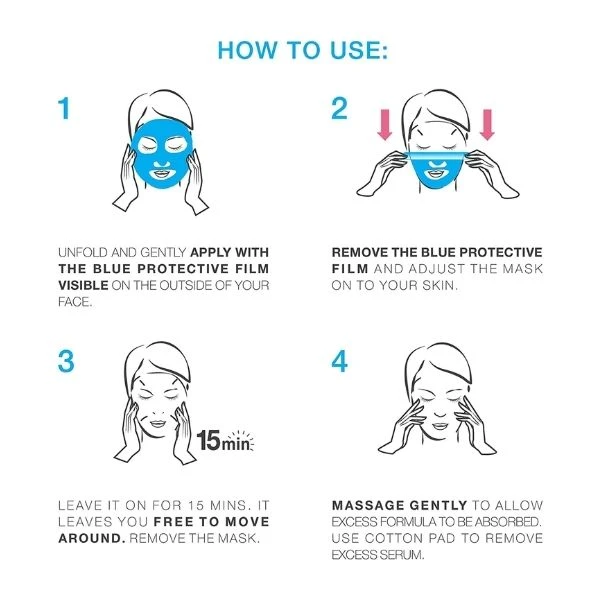 HOW TO USE:
1
UNFOLD AND GENTLY APPLY WITH
THE BLUE PROTECTIVE FILM
VISIBLE ON THE OUTSIDE OF YOUR
FACE.
2
REMOVE THE BLUE PROTECTIVE
FILM AND ADJUST THE MASK
ON TO YOUR SKIN.
3
15min
LEAVE IT ON FOR 15 MINS. IT
LEAVES YOU FREE TO MOVE
AROUND. REMOVE THE MASK.
4
MASSAGE GENTLY TO ALLOW
EXCESS FORMULA TO BE ABSORBED.
USE COTTON PAD TO REMOVE
EXCESS SERUM.